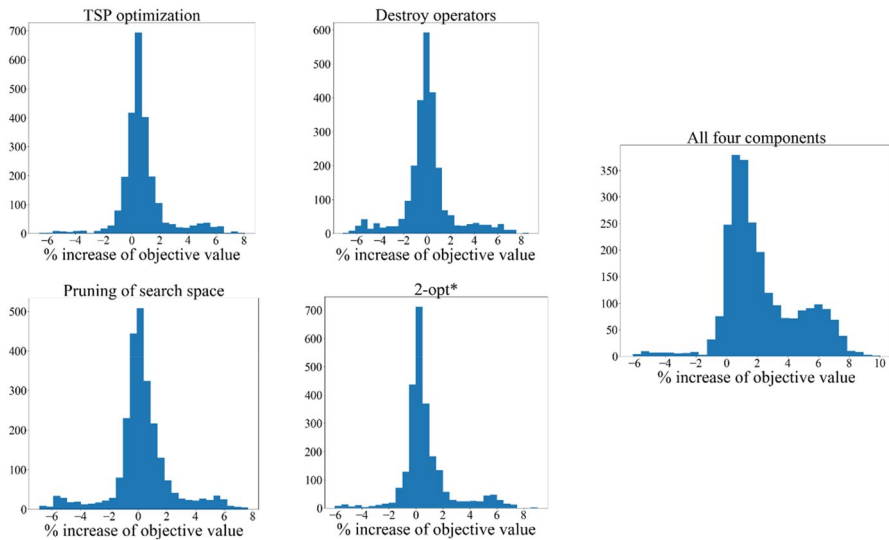 TSP optimization
700
600
500
400
300
200
100
0
−6 −4 −2 0 2 4 6 8
% increase of objective value
Destroy operators
600
500
400
300
200
100
0
−6 −4 −2 0 2 4 6 8
% increase of objective value
All four components
350
300
250
200
150
100
50
0
−6 −4 −2 0 2 4 6 8 10
% increase of objective value
Pruning of search space
500
400
300
200
100
0
−6 −4 −2 0 2 4 6 8
% increase of objective value
2-opt*
700
600
500
400
300
200
100
0
−6 −4 −2 0 2 4 6 8
% increase of objective value